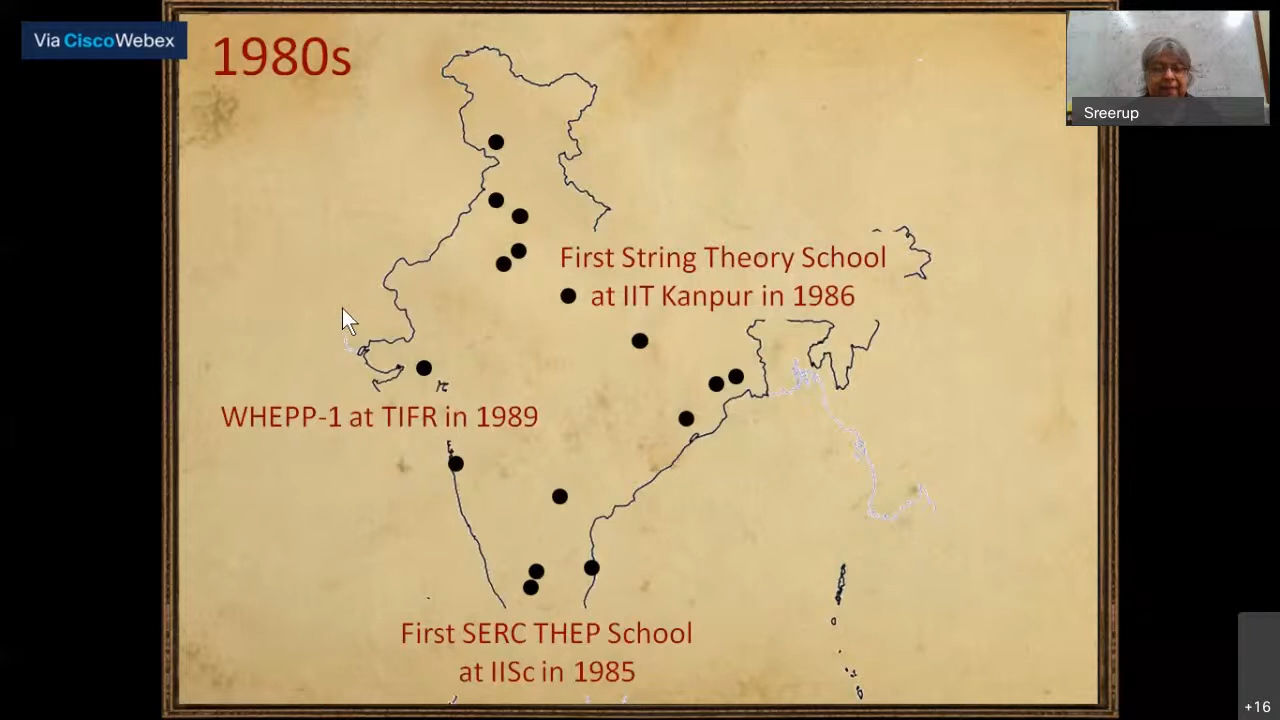 Via CiscoWebex
1980s
Sreerup
First String Theory School
at IIT Kanpur in 1986
WHEPP-1 at TIFR in 1989
First SERC THEP School
at IISc in 1985
+16